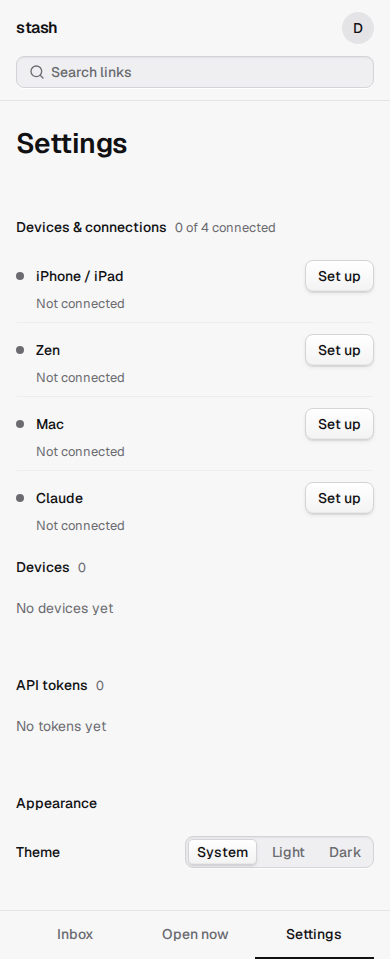 stash
D
Search links
Settings
Devices & connections 0 of 4 connected
iPhone / iPad
Set up
Not connected
Zen
Set up
Not connected
Mac
Set up
Not connected
Claude
Set up
Not connected
Devices 0
No devices yet
API tokens 0
No tokens yet
Appearance
Theme
System Light Dark
Inbox Open now Settings